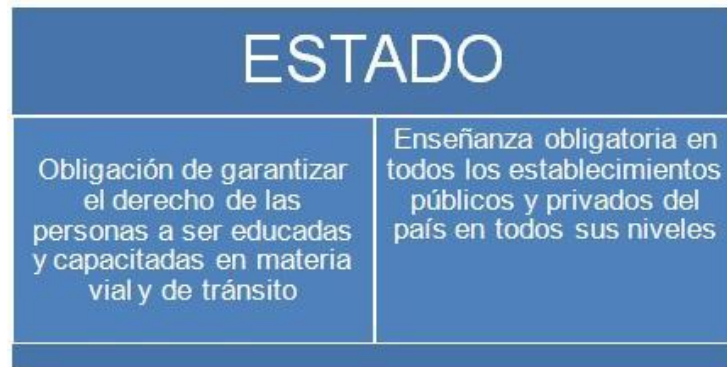 ESTADO
Obligación de garantizar
el derecho de las
personas a ser educadas
y capacitadas en materia
vial y de tránsito
Enseñanza obligatoria en
todos los establecimientos
públicos y privados del
país en todos sus niveles